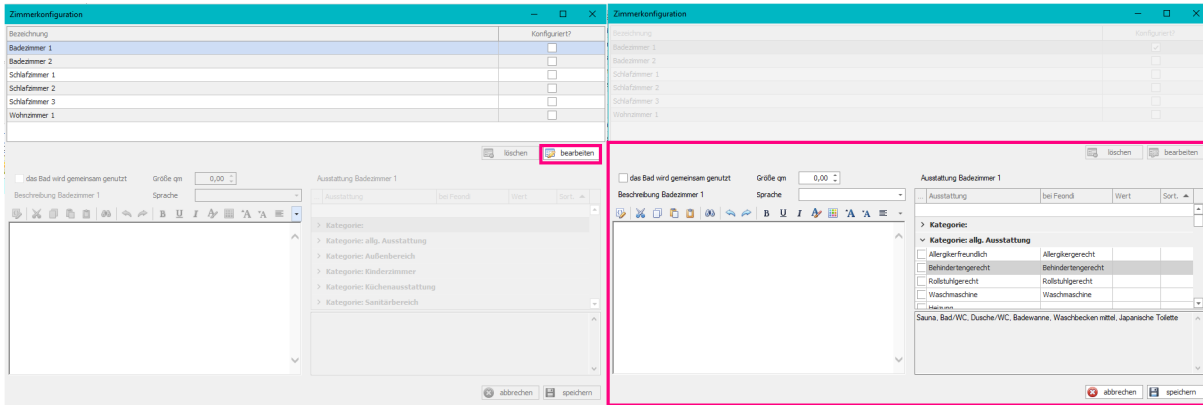 Zimmerkonfiguration
Bezeichnung Konfiguriert?
Badezimmer 1
Badezimmer 2
Schlafzimmer 1
Schlafzimmer 2
Schlafzimmer 3
Wohnzimmer 1
löschen bearbeiten
das Bad wird gemeinsam genutzt Größe qm 0,00 Ausstattung Badezimmer 1
Beschreibung Badezimmer 1 Sprache
Ausstattung bei Feondi Wert Sort.
B U I A A A
> Kategorie:
> Kategorie: allg. Ausstattung
> Kategorie: Außenbereich
> Kategorie: Kinderzimmer
> Kategorie: Küchenausstattung
> Kategorie: Sanitärbereich
abbrechen speichern
Zimmerkonfiguration
Bezeichnung Konfiguriert?
Badezimmer 1
Badezimmer 2
Schlafzimmer 1
Schlafzimmer 2
Schlafzimmer 3
Wohnzimmer 1
löschen bearbeiten
das Bad wird gemeinsam genutzt Größe qm 0,00 Ausstattung Badezimmer 1
Beschreibung Badezimmer 1 Sprache
... Ausstattung bei Feondi Wert Sort.
B U I A A A
> Kategorie:
Kategorie: allg. Ausstattung
Allergikerfreundlich Allergikergerecht
Behindertengerecht Behindertengerecht
Rollstuhlgerecht Rollstuhlgerecht
Waschmaschine Waschmaschine
Heizung
Sauna, Bad/WC, Dusche/WC, Badewanne, Waschbecken mittel, Japanische Toilette
abbrechen speichern